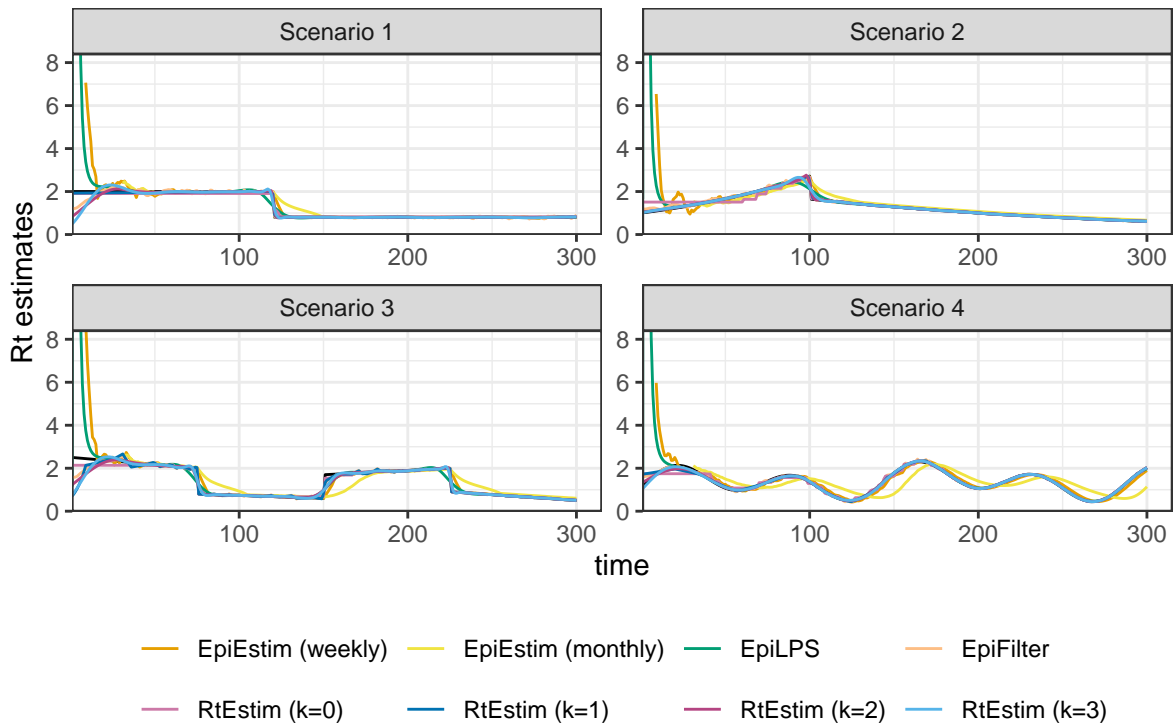 Scenario 1
Scenario 2
8
6
4
2
0
100
200
300
8
6
4
2
0
100
200
300
Scenario 3
Scenario 4
8
6
4
2
0
100
200
300
8
6
4
2
0
100
200
300
Rt estimates
time
EpiEstim (weekly)
EpiEstim (monthly)
EpiLPS
EpiFilter
RtEstim (k=0)
RtEstim (k=1)
RtEstim (k=2)
RtEstim (k=3)